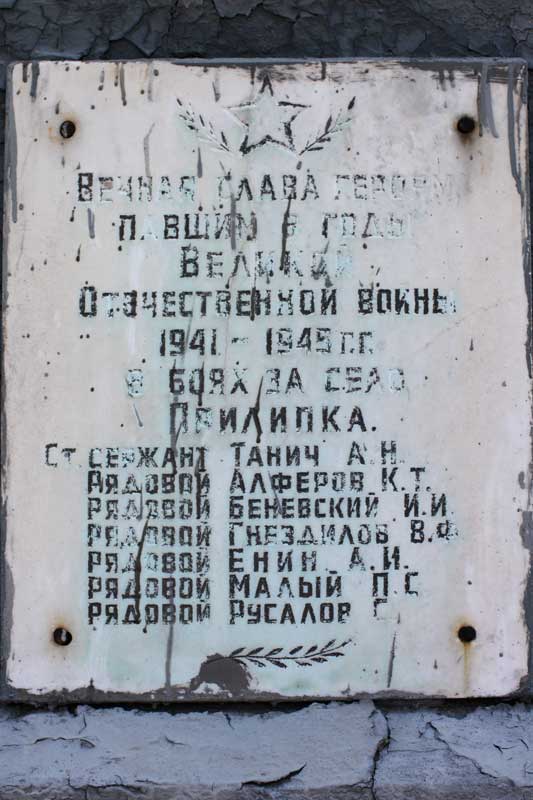 Вечная слава героям
павшим в годы
Великой
Отечественной войны
1941.-1945гг.
в боях за село
Прилипка.
Ст. сержант Танич А.Н.
рядовой Алферов К.Т.
рядовой Беневский И.И.
рядовой Гнездилов В.Ф.
рядовой Енин А.И.
рядовой Малый П.С
рядовой Русалов С